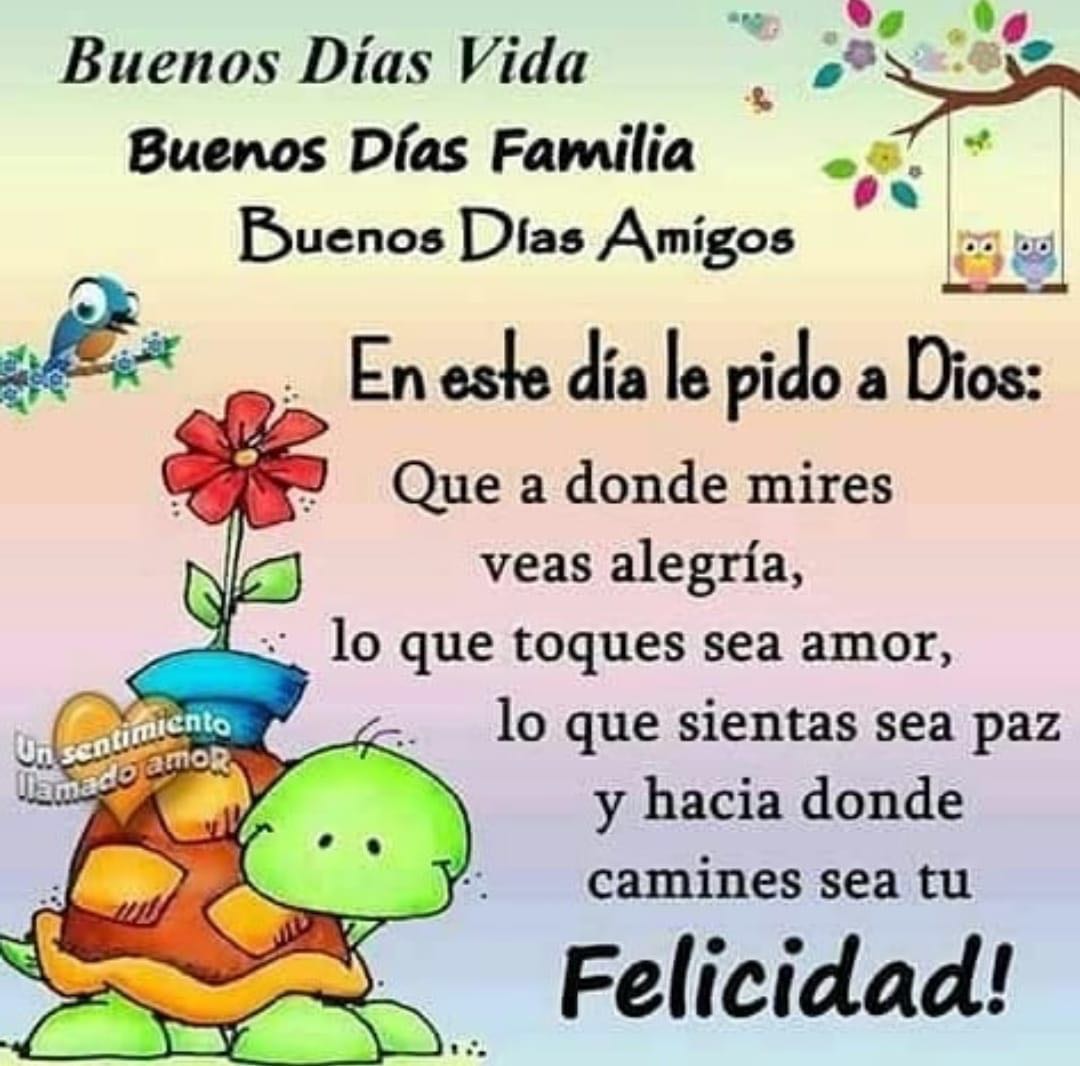 Buenos Días Vida
Buenos Días Familia
Buenos Días Amigos
En este día le pido a Dios:
Que a donde mires
veas alegría,
lo que toques sea amor,
lo que sientas sea paz
y hacia donde
camines sea tu
Felicidad!
Un sentimiento
llamado amoR